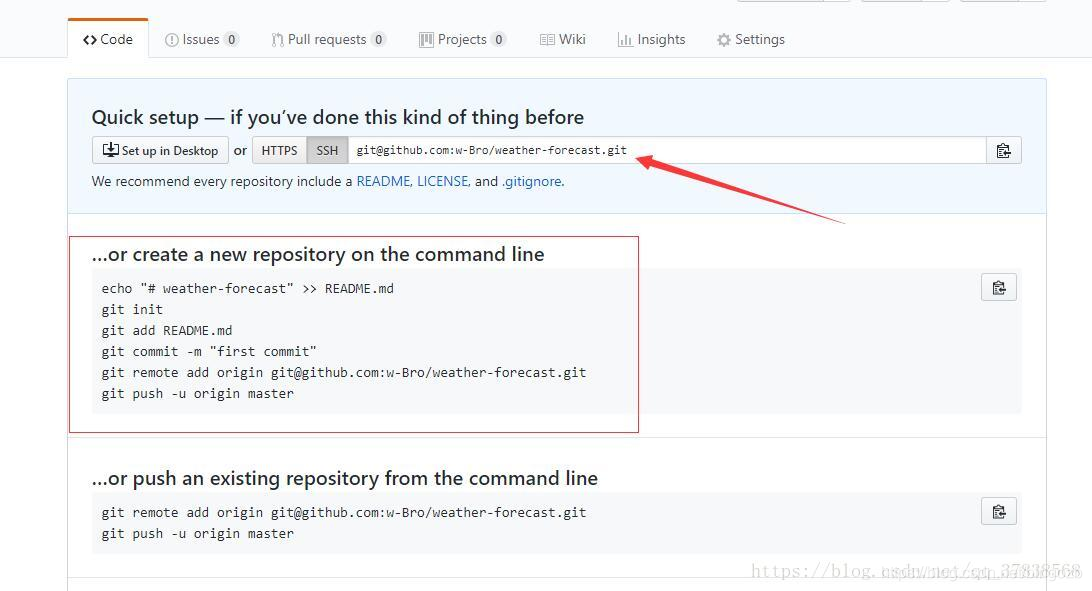 Code Issues 0 Pull requests 0 Projects 0 Wiki Insights Settings
Quick setup — if you’ve done this kind of thing before
Set up in Desktop or HTTPS SSH git@github.com:w-Bro/weather-forecast.git
We recommend every repository include a README, LICENSE, and .gitignore.
…or create a new repository on the command line
echo "# weather-forecast" >> README.md
git init
git add README.md
git commit -m "first commit"
git remote add origin git@github.com:w-Bro/weather-forecast.git
git push -u origin master
…or push an existing repository from the command line
git remote add origin git@github.com:w-Bro/weather-forecast.git
git push -u origin master
https://blog.csdn.net/qq_37838568